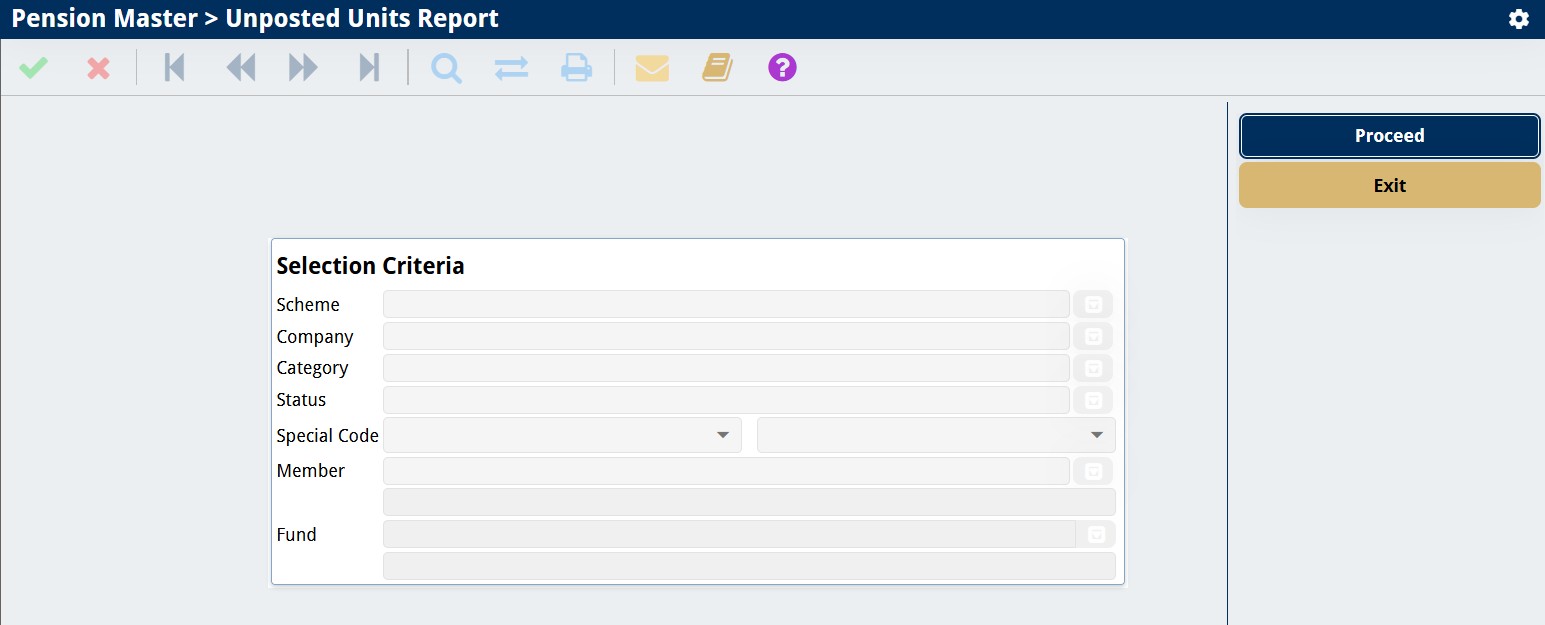 Pension Master > Unposted Units Report
?
Proceed
Exit
Selection Criteria
Scheme
Company
Category
Status
Special Code
Member
Fund